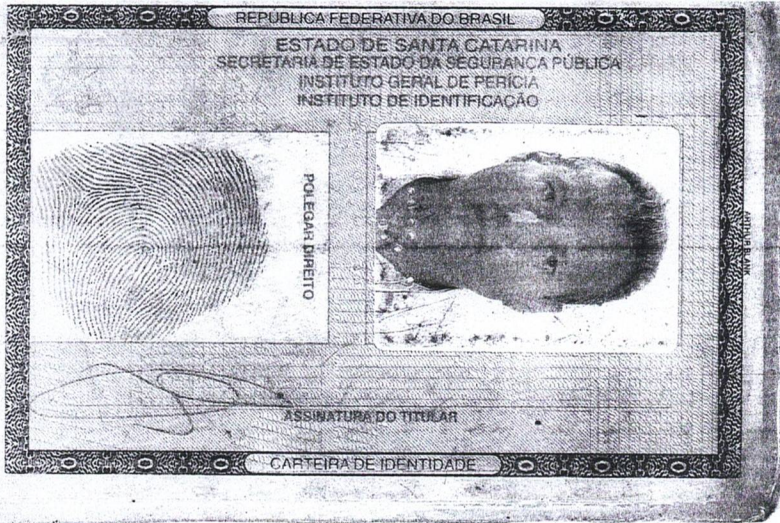 REPÚBLICA FEDERATIVA DO BRASIL
ESTADO DE SANTA CATARINA
SECRETARIA DE ESTADO DA SEGURANÇA PÚBLICA
INSTITUTO GERAL DE PERÍCIA
INSTITUTO DE IDENTIFICAÇÃO
POLEGAR DIREITO
ASSINATURA DO TITULAR
CARTEIRA DE IDENTIDADE